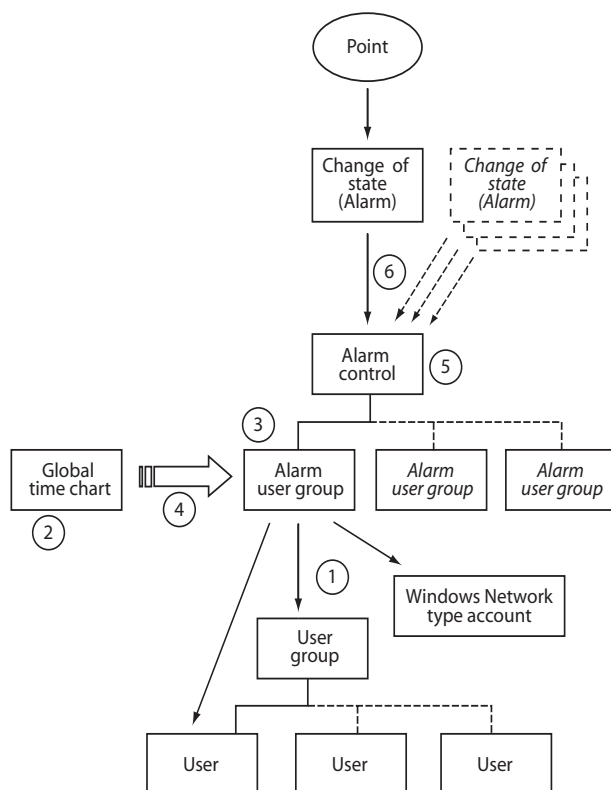 Point
Change of
state
(Alarm)
Change of
state
(Alarm)
6
Alarm
control
5
3
Global
time chart
2
4
Alarm
user group
Alarm
user group
Alarm
user group
1
Windows Network
type account
User
group
User
User
User